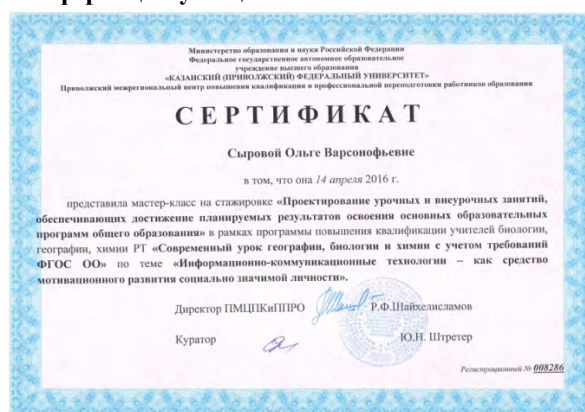 Министерство образования и науки Российской Федерации
Федеральное государственное автономное образовательное
учреждение высшего образования
«КАЗАНСКИЙ (ПРИВОЛЖСКИЙ) ФЕДЕРАЛЬНЫЙ УНИВЕРСИТЕТ»
Приволжский межрегиональный центр повышения квалификации и профессиональной переподготовки работников образования
СЕРТИФИКАТ
Сыровой Ольге Варсонофьевне
в том, что она 14 апреля 2016 г.
представила мастер-класс на стажировке «Проектирование урочных и внеурочных занятий,
обеспечивающих достижение планируемых результатов освоения основных образовательных
программ общего образования» в рамках программы повышения квалификации учителей биологии,
географии, химии РТ «Современный урок географии, биологии и химии с учетом требований
ФГОС ОО» по теме «Информационно-коммуникационные технологии – как средство
мотивационного развития социально значимой личности».
Директор ПМЦПКиППРО Р.Ф.Шайхелисламов
Куратор Ю.Н. Штретер
Регистрационный № 008286